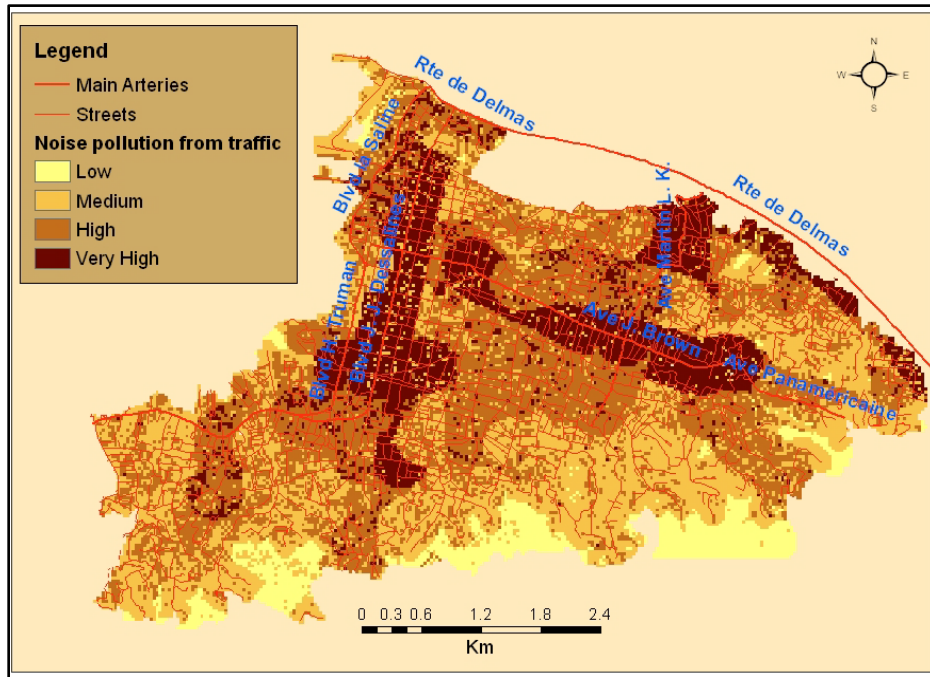 Legend
Main Arteries
Streets
Noise pollution from traffic
Low
Medium
High
Very High
N
W E
S
Rte de Delmas
Blvd la Saline
Rte de Delmas
Ave Martin L. K.
Blvd H. Truman
Blvd J. J. Dessalines
Ave J. Brown
Ave Panaméricaine
0 0.3 0.6 1.2 1.8 2.4
Km